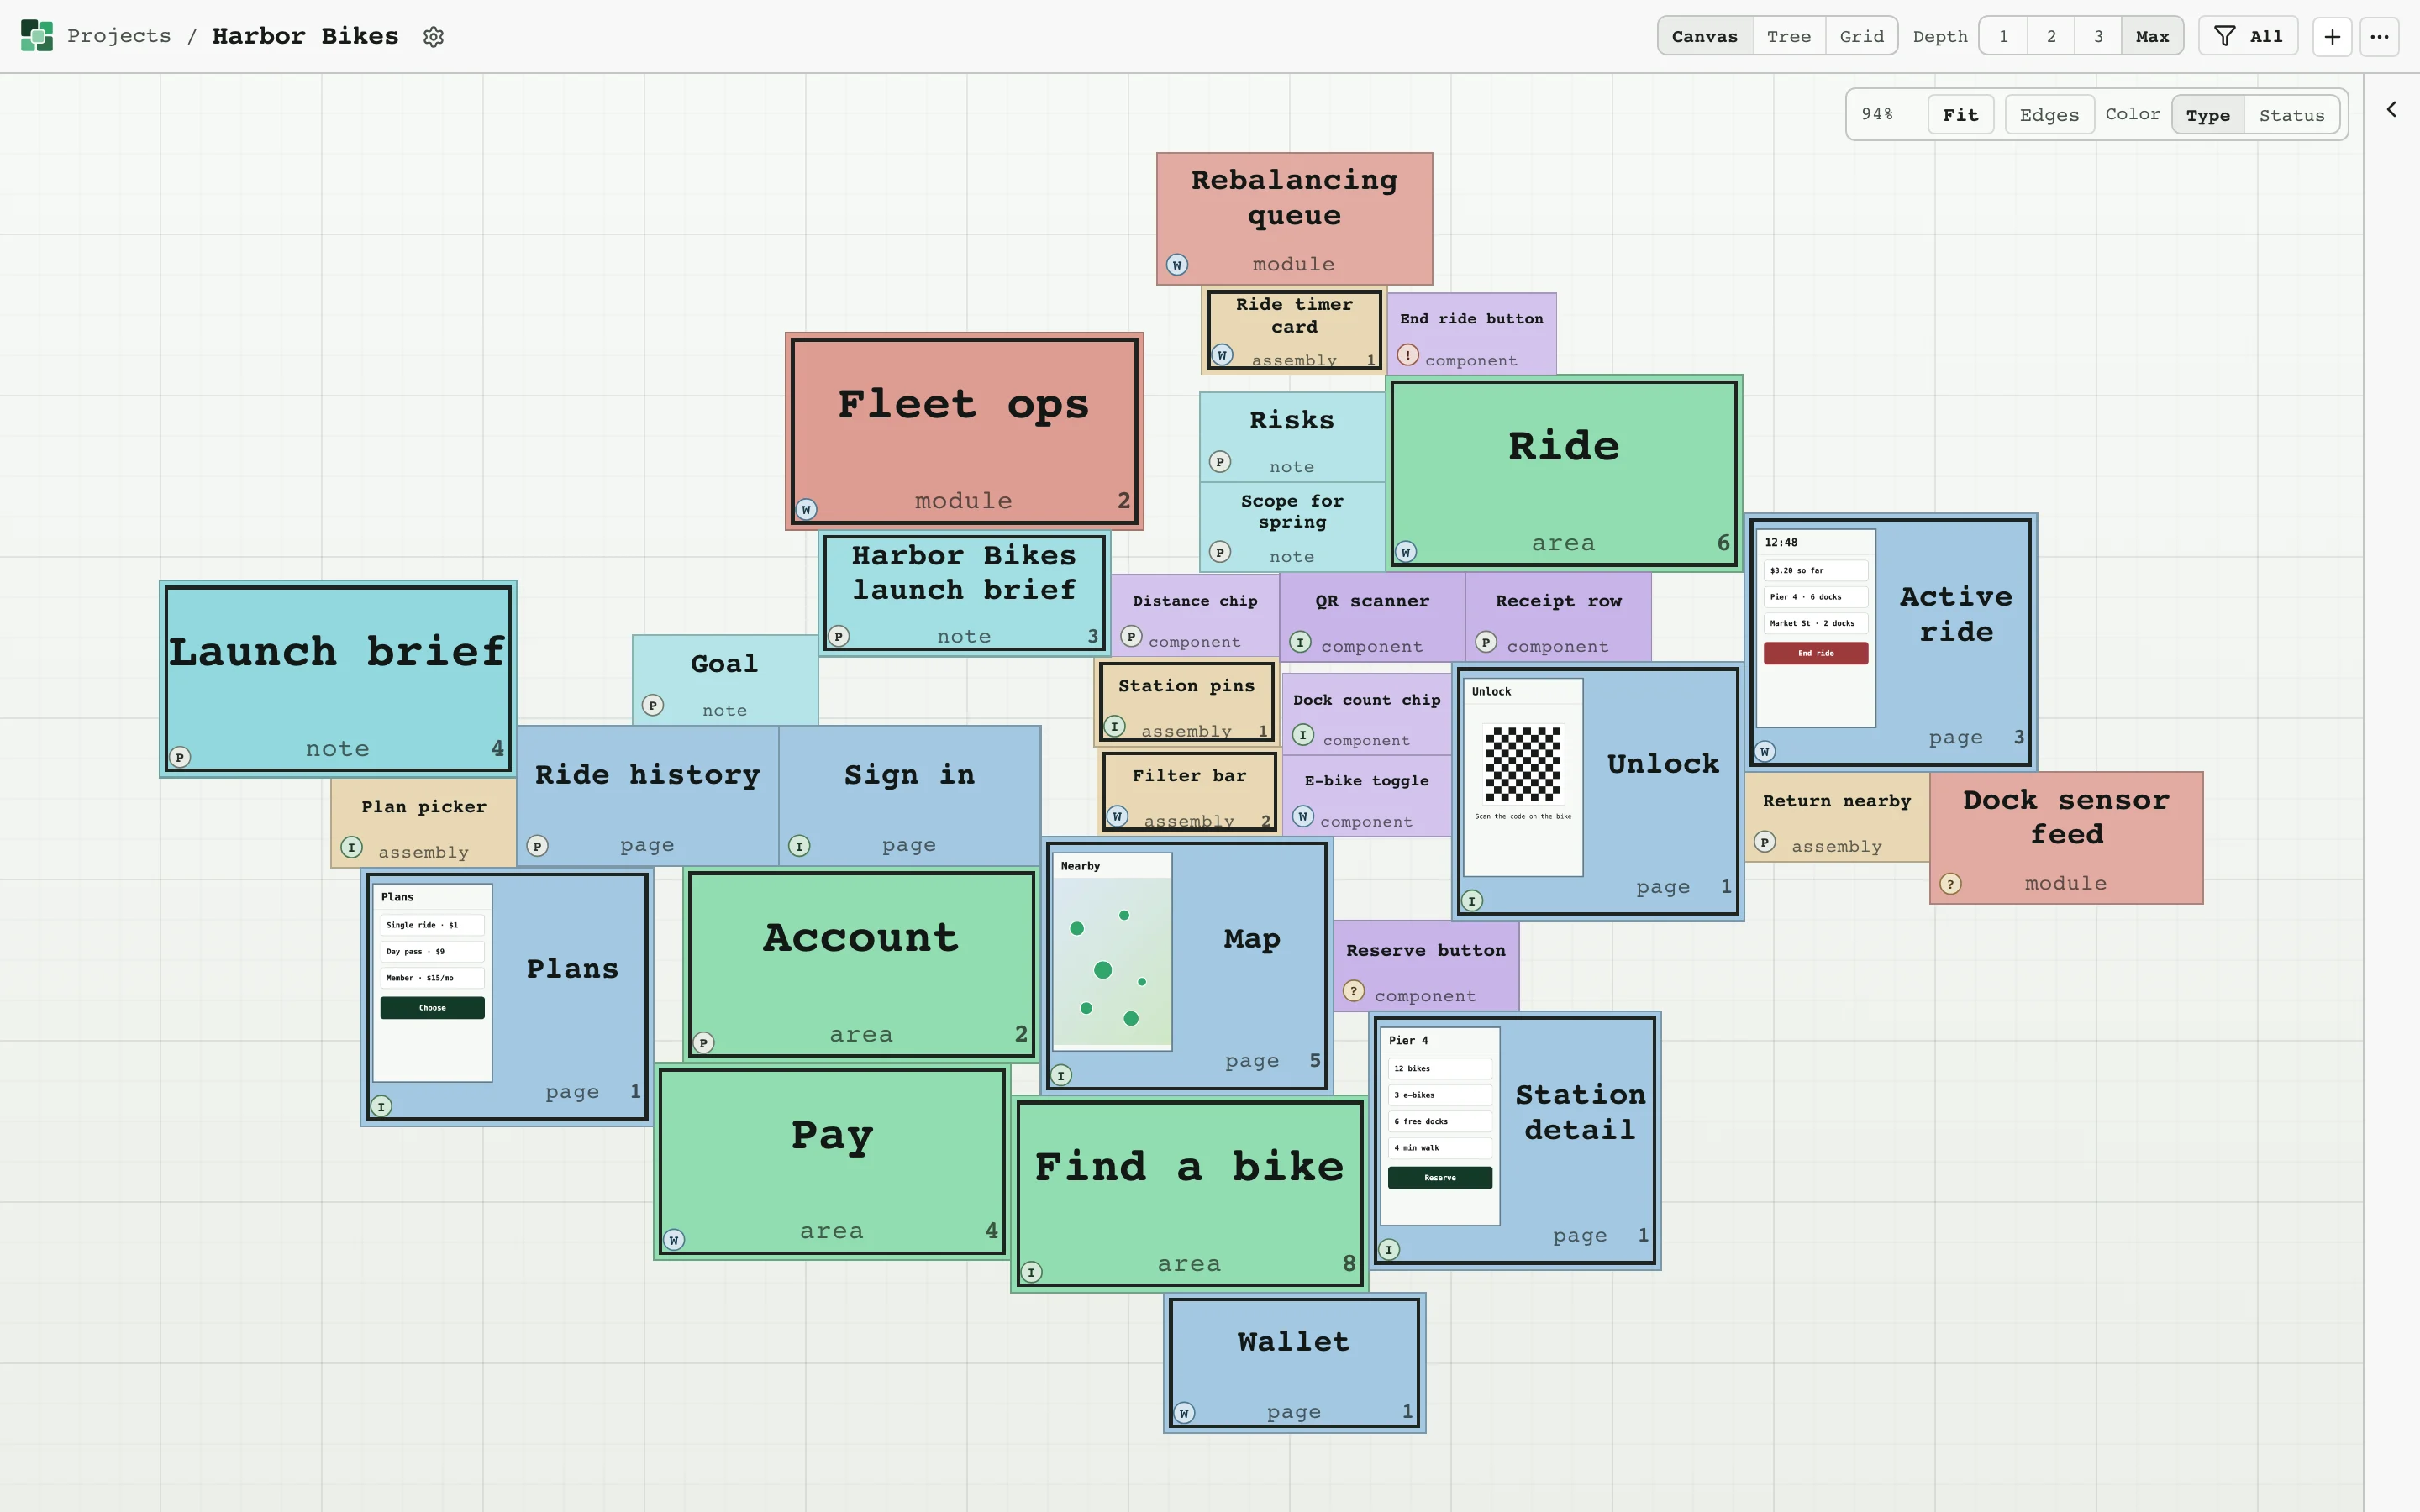 Projects / Harbor Bikes
Canvas Tree Grid Depth 1 2 3 Max All
94% Fit Edges Color Type Status
Rebalancing
queue
W module
Ride timer
card
W assembly 1
End ride button
! component
Fleet ops
W module 2
Risks
P note
Scope for
spring
P note
Ride
W area 6
Harbor Bikes
launch brief
P note 3
Distance chip
P component
QR scanner
I component
Receipt row
P component
12:48
$3.20 so far
Pier 4 · 6 docks
Market St · 2 docks
End ride
Active
ride
W page 3
Launch brief
P note 4
Goal
P note
Station pins
I assembly 1
Dock count chip
I component
Filter bar
W assembly 2
E-bike toggle
W component
Unlock
Scan the code on the bike
Unlock
I page 1
Plan picker
I assembly
Ride history
P page
Sign in
I page
Return nearby
P assembly
Dock sensor
feed
? module
Plans
Single ride · $1
Day pass · $9
Member · $15/mo
Choose
Plans
I page 1
Account
P area 2
Nearby
Map
I page 5
Reserve button
? component
Pay
W area 4
Find a bike
I area 8
Pier 4
12 bikes
3 e-bikes
6 free docks
4 min walk
Reserve
Station
detail
I page 1
Wallet
W page 1